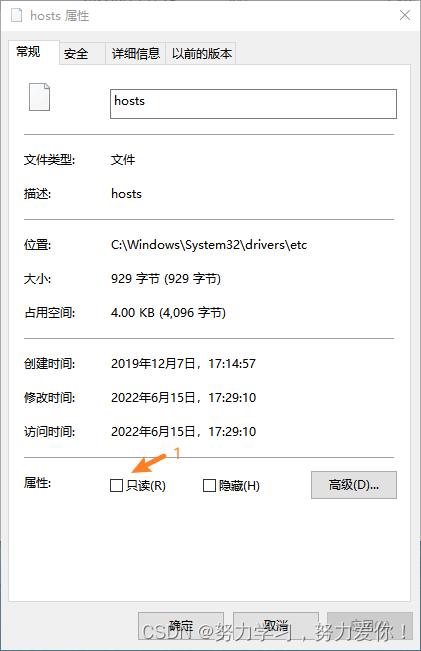 hosts 属性
常规 安全 详细信息 以前的版本
hosts
文件类型: 文件
描述: hosts
位置: C:\Windows\System32\drivers\etc
大小: 929 字节 (929 字节)
占用空间: 4.00 KB (4,096 字节)
创建时间: 2019年12月7日，17:14:57
修改时间: 2022年6月15日，17:29:10
访问时间: 2022年6月15日，17:29:10
1
属性: 只读(R) 隐藏(H) 高级(D)...
确定 取消
CSDN @努力学习，努力爱你！